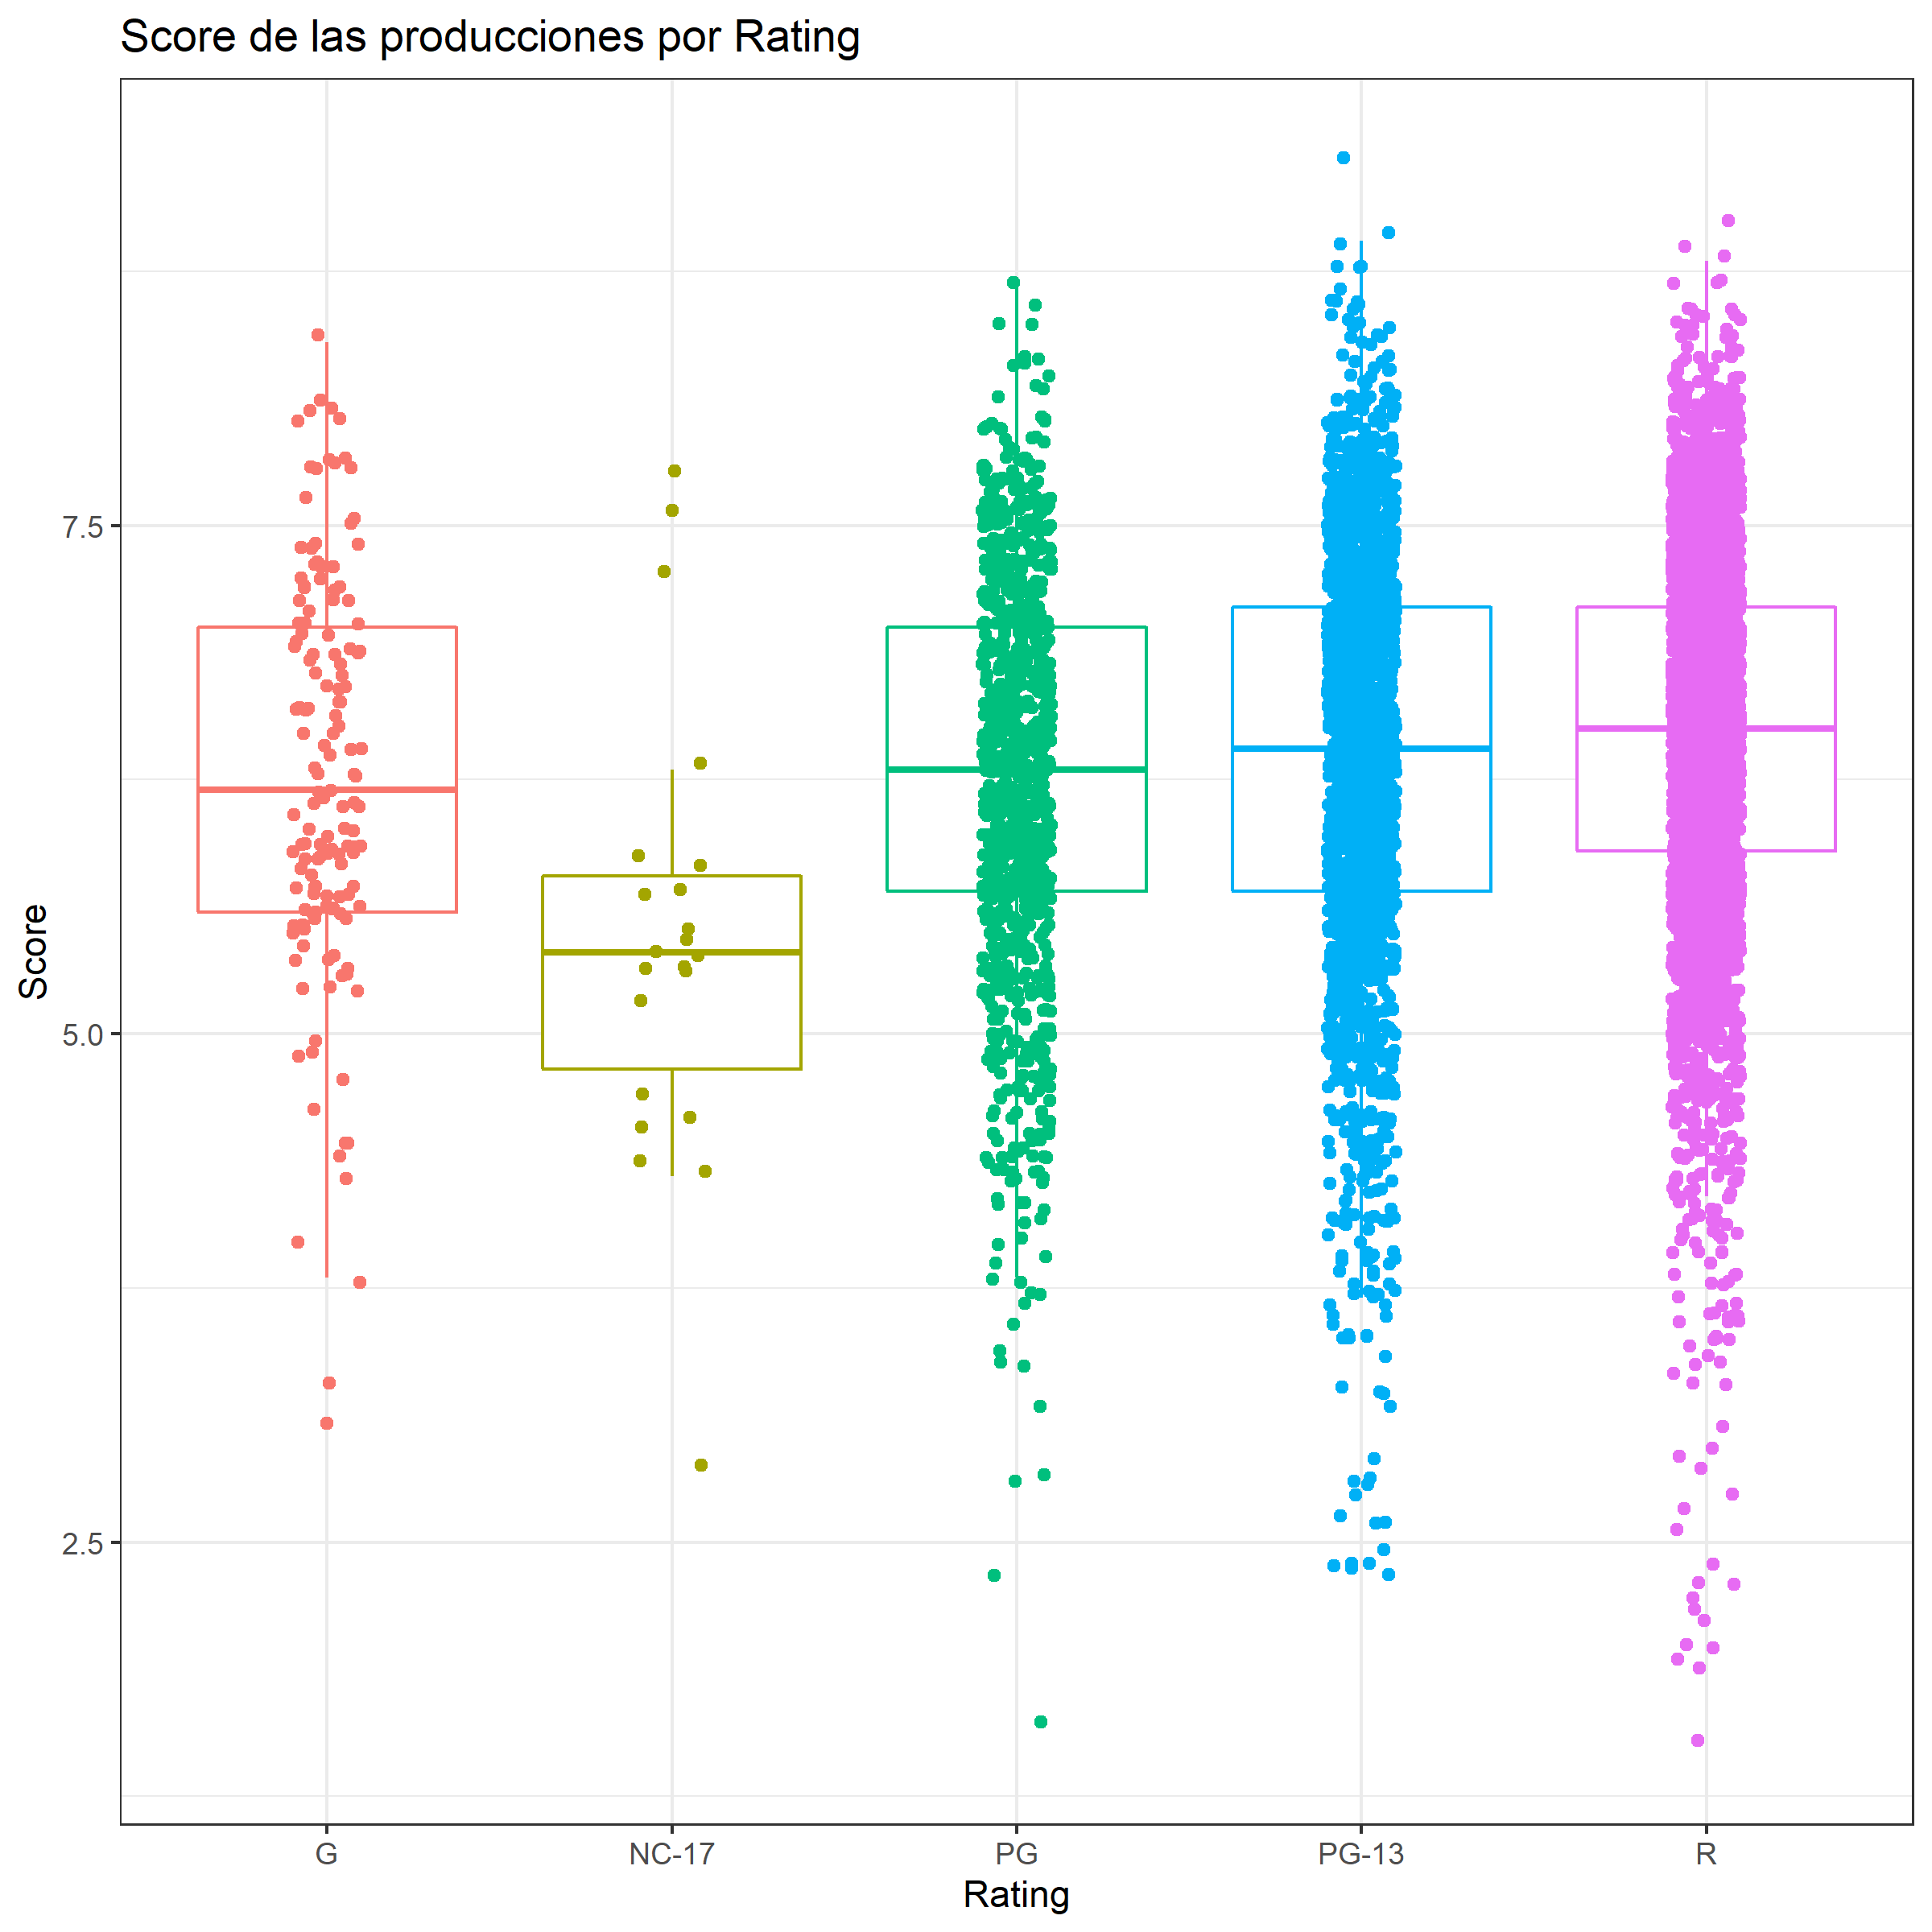 Score de las producciones por Rating
Score
7.5
5.0
2.5
G NC-17 PG PG-13 R
Rating